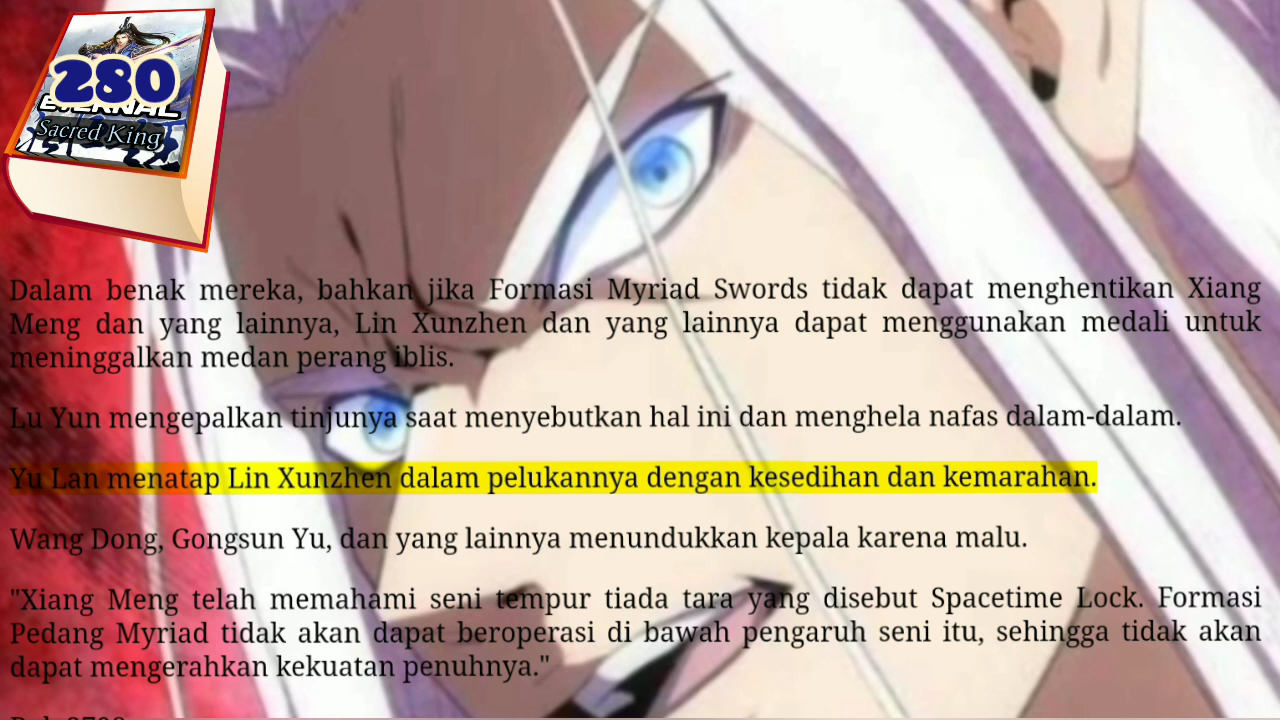 280
ETERNAL
Sacred King
Dalam benak mereka, bahkan jika Formasi Myriad Swords tidak dapat menghentikan Xiang
Meng dan yang lainnya, Lin Xunzhen dan yang lainnya dapat menggunakan medali untuk
meninggalkan medan perang iblis.
Lu Yun mengepalkan tinjunya saat menyebutkan hal ini dan menghela nafas dalam-dalam.
Yu Lan menatap Lin Xunzhen dalam pelukannya dengan kesedihan dan kemarahan.
Wang Dong, Gongsun Yu, dan yang lainnya menundukkan kepala karena malu.
"Xiang Meng telah memahami seni tempur tiada tara yang disebut Spacetime Lock. Formasi
Pedang Myriad tidak akan dapat beroperasi di bawah pengaruh seni itu, sehingga tidak akan
dapat mengerahkan kekuatan penuhnya."